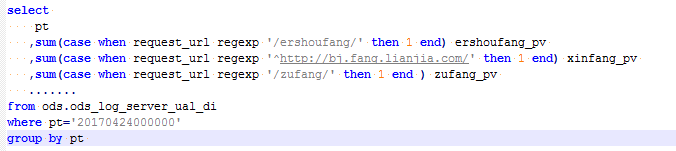 select
pt
,sum(case when request_url regexp '/ershoufang/' then 1 end) ershoufang_pv
,sum(case when request_url regexp '^http://bj.fang.lianjia.com/' then 1 end) xinfang_pv
,sum(case when request_url regexp '/zufang/' then 1 end ) zufang_pv
.......
from ods.ods_log_server_ual_di
where pt='20170424000000'
group by pt